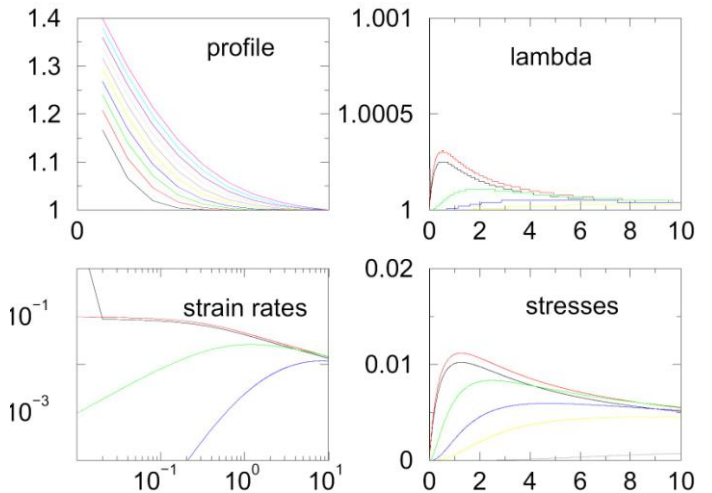 profile
1.4
1.3
1.2
1.1
1
0
lambda
1.001
1.0005
1
0 2 4 6 8 10
strain rates
10⁻¹
10⁻³
10⁻¹ 10⁰ 10¹
stresses
0.02
0.01
0
0 2 4 6 8 10